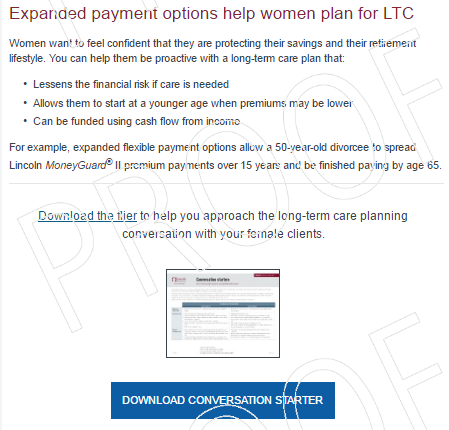 Expanded payment options help women plan for LTC
Women want to feel confident that they are protecting their savings and their retirement
lifestyle. You can help them be proactive with a long-term care plan that:
• Lessens the financial risk if care is needed
• Allows them to start at a younger age when premiums may be lower
• Can be funded using cash flow from income
For example, expanded flexible payment options allow a 50-year-old divorcee to spread
Lincoln MoneyGuard® II premium payments over 15 years and be finished paying by age 65.
Download the flier to help you approach the long-term care planning
conversation with your female clients.
Conversation starters
DOWNLOAD CONVERSATION STARTER
PROOF
PROOF